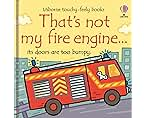 Usborne touchy-feely books
That's not
my fire engine...
its doors are too bumpy.